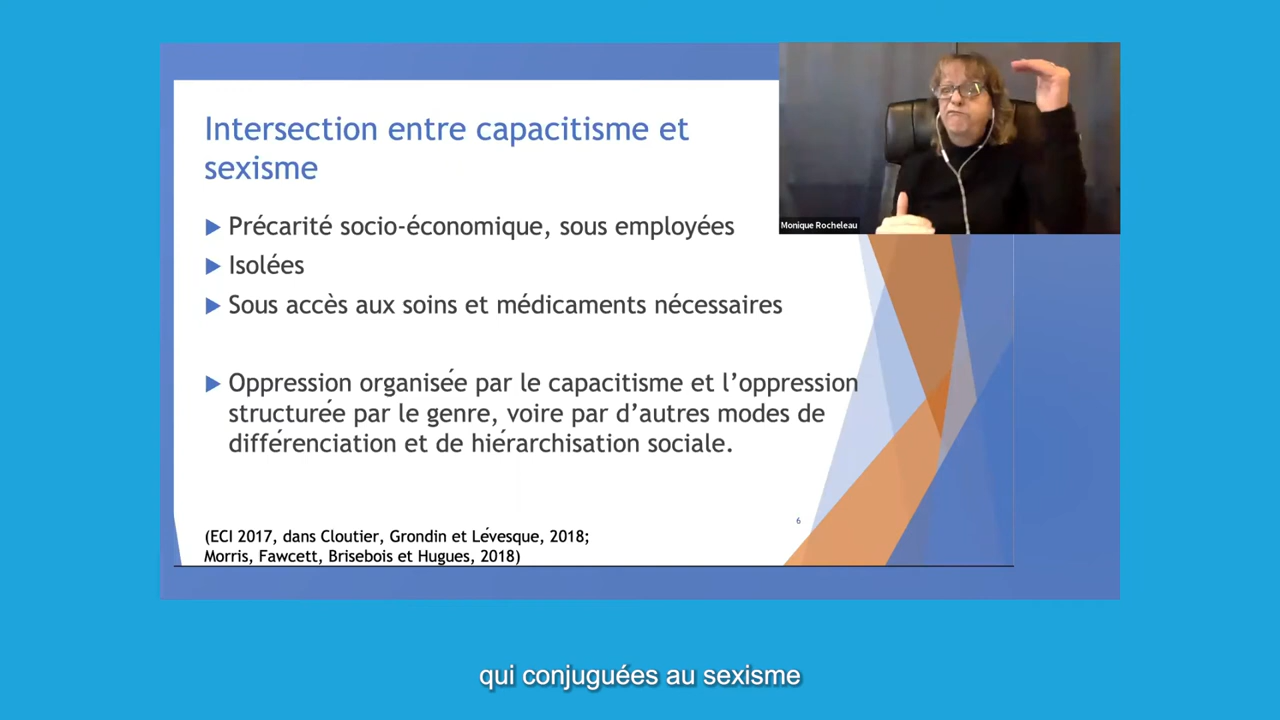 Intersection entre capacitisme et
sexisme
Précarité socio-économique, sous employées
Isolées
Sous accès aux soins et médicaments nécessaires
Oppression organisée par le capacitisme et l’oppression
structurée par le genre, voire par d’autres modes de
différenciation et de hiérarchisation sociale.
(ECI 2017, dans Cloutier, Grondin et Lévesque, 2018;
Morris, Fawcett, Brisebois et Hugues, 2018)
6
Monique Rocheleau
qui conjuguées au sexisme